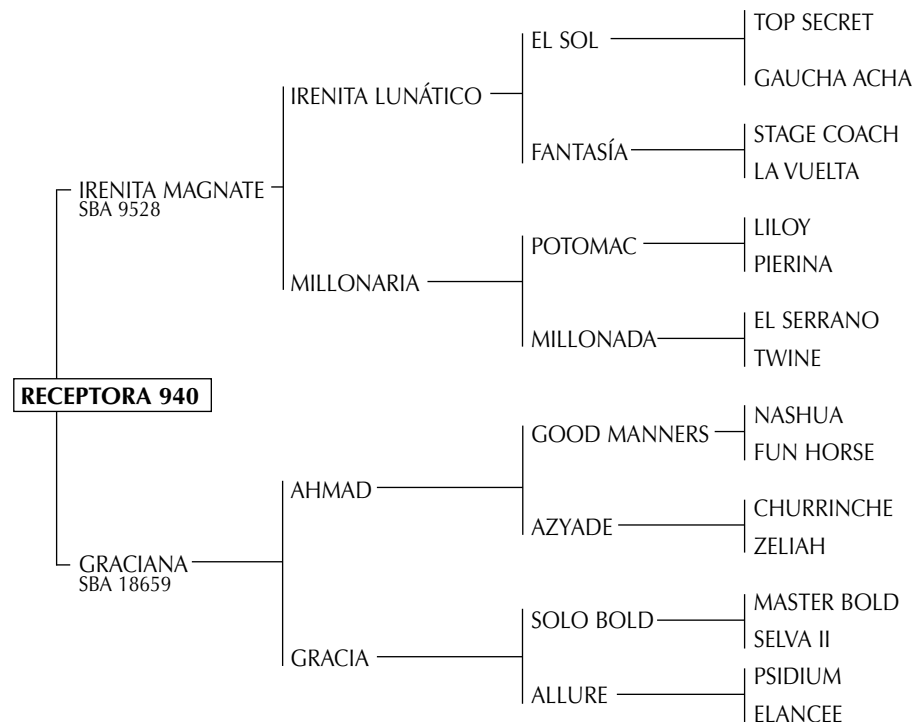 TOP SECRET
EL SOL
GAUCHA ACHA
IRENITA LUNÁTICO
STAGE COACH
FANTASÍA
LA VUELTA
IRENITA MAGNATE
SBA 9528
LILOY
POTOMAC
PIERINA
MILLONARIA
EL SERRANO
MILLONADA
TWINE
RECEPTORA 940
NASHUA
GOOD MANNERS
FUN HORSE
AHMAD
CHURRINCHE
AZYADE
ZELIAH
GRACIANA
SBA 18659
MASTER BOLD
SOLO BOLD
SELVA II
GRACIA
PSIDIUM
ALLURE
ELANCEE